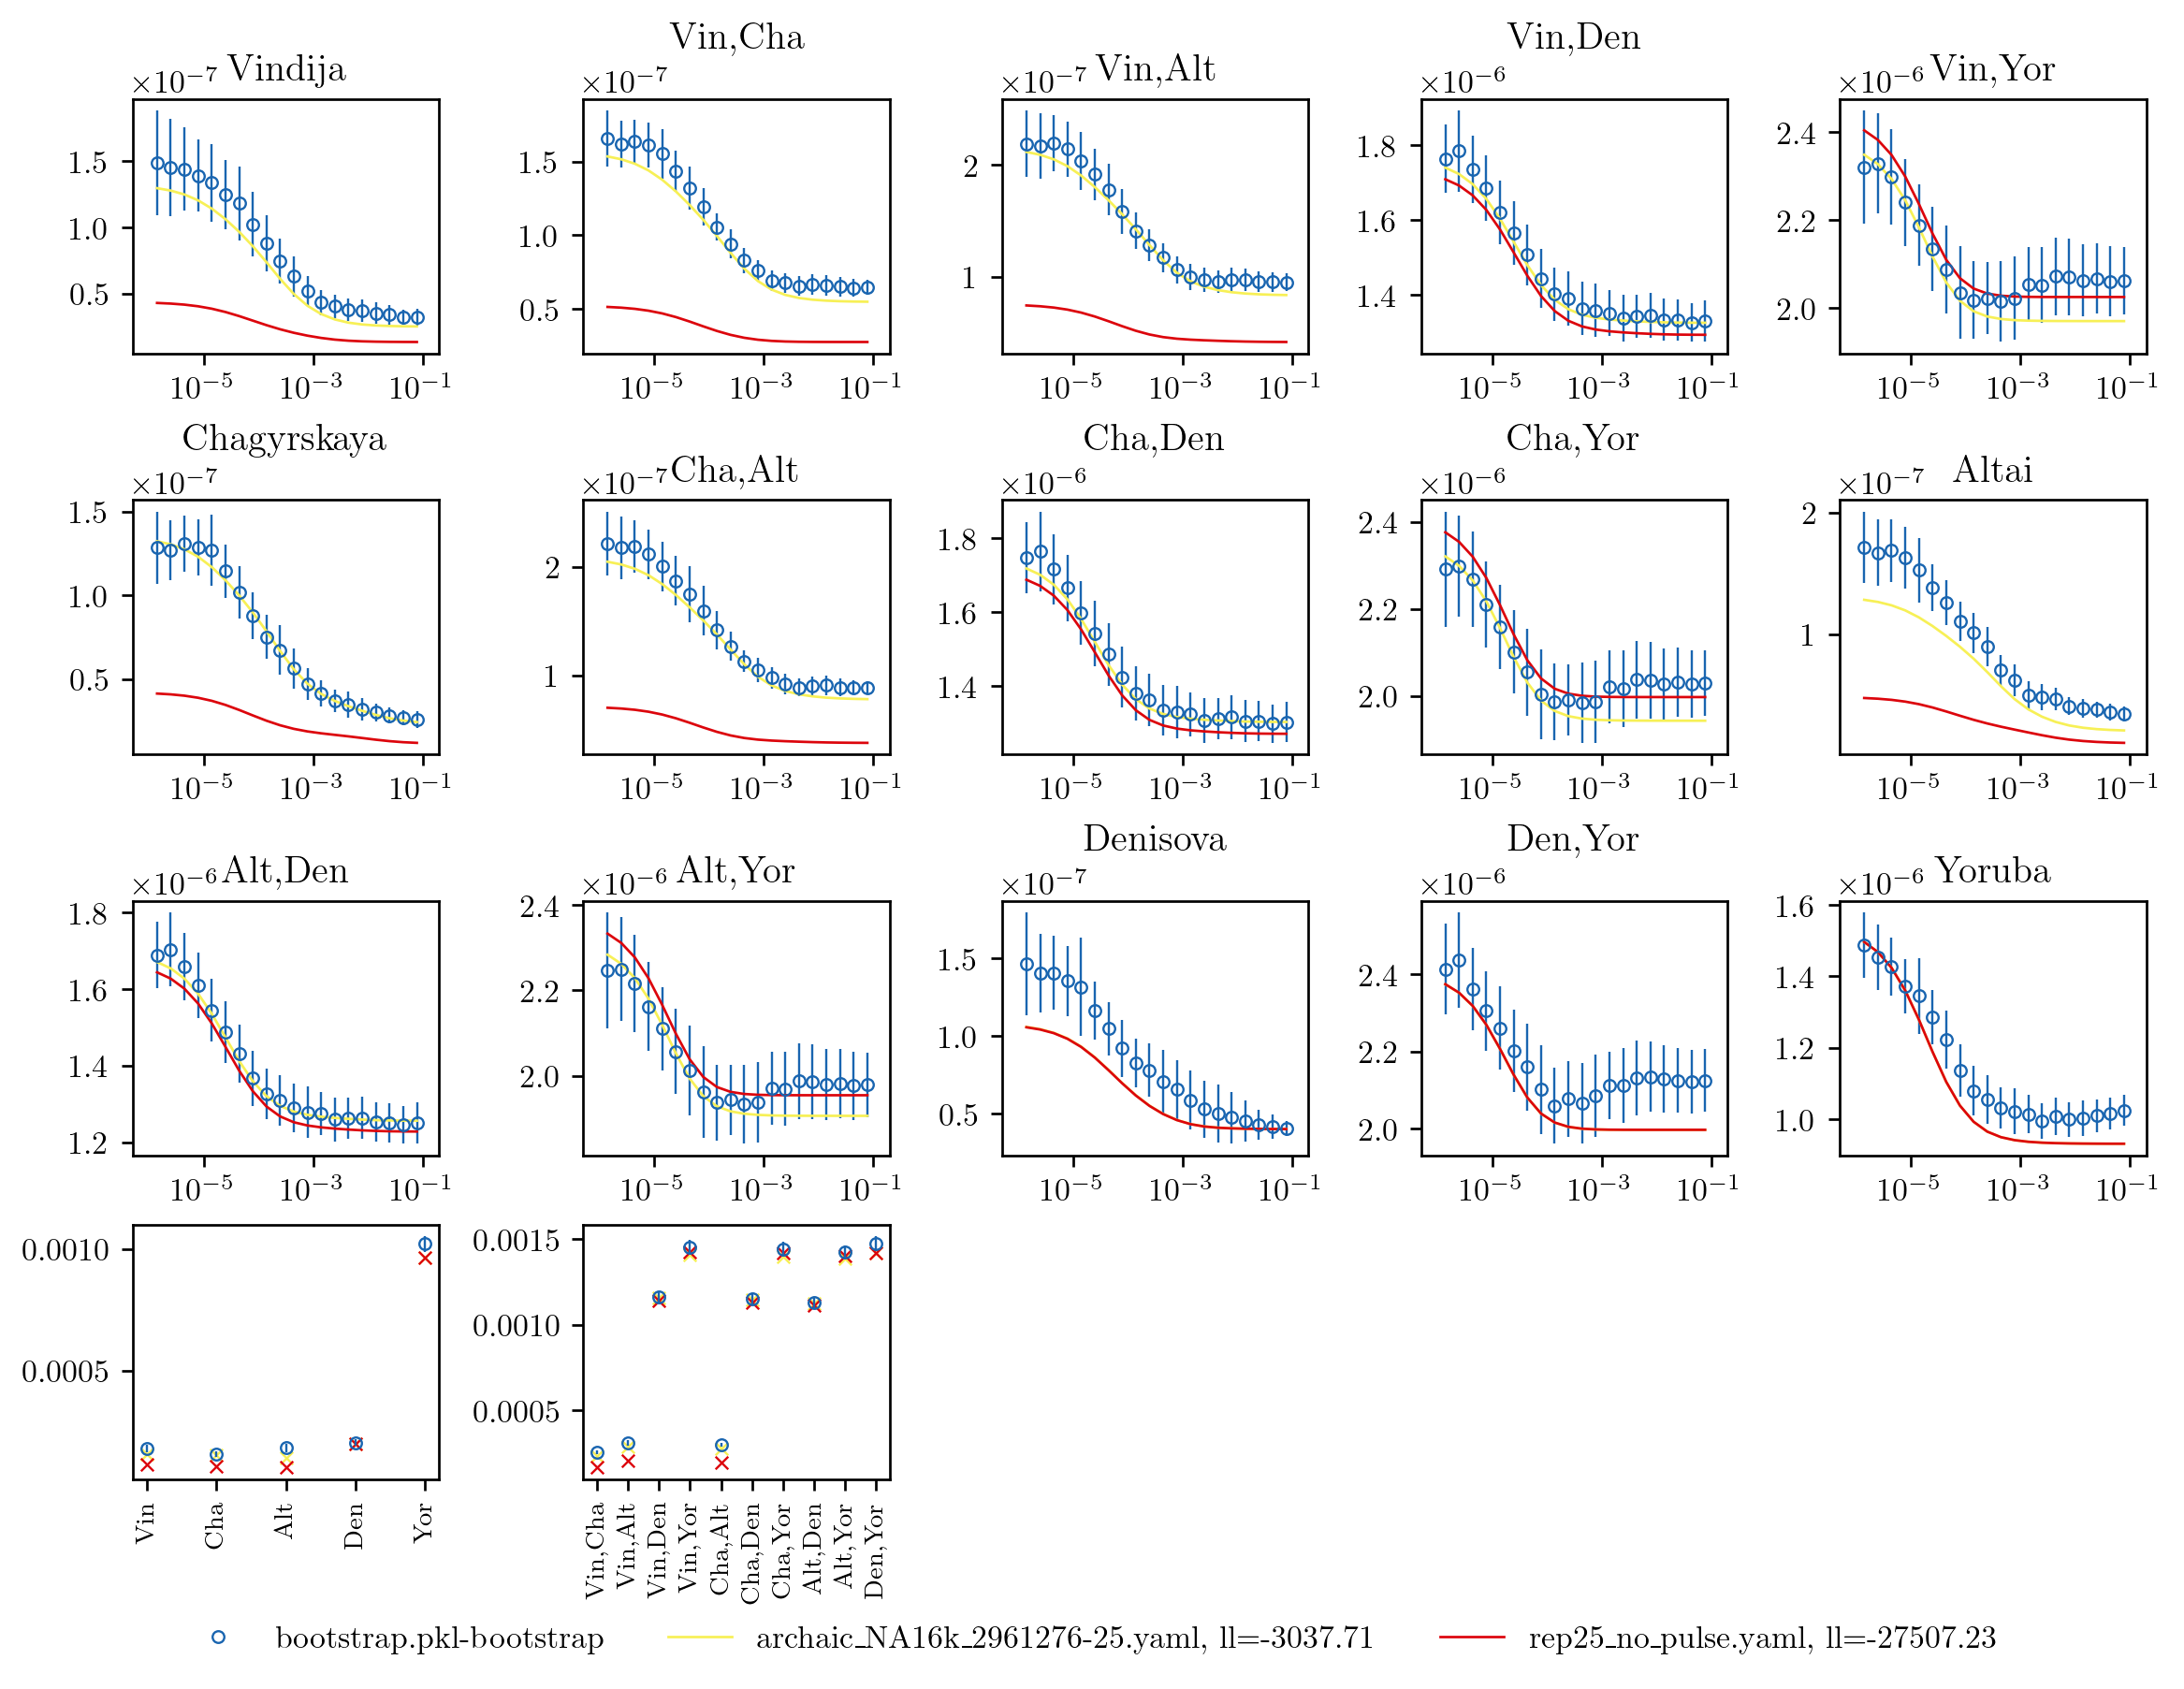 Vindija
×10⁻⁷
1.5
1.0
0.5
10⁻⁵ 10⁻³ 10⁻¹
Vin,Cha
×10⁻⁷
1.5
1.0
0.5
10⁻⁵ 10⁻³ 10⁻¹
Vin,Alt
×10⁻⁷
2
1
10⁻⁵ 10⁻³ 10⁻¹
Vin,Den
×10⁻⁶
1.8
1.6
1.4
10⁻⁵ 10⁻³ 10⁻¹
Vin,Yor
×10⁻⁶
2.4
2.2
2.0
10⁻⁵ 10⁻³ 10⁻¹
Chagyrskaya
×10⁻⁷
1.5
1.0
0.5
10⁻⁵ 10⁻³ 10⁻¹
Cha,Alt
×10⁻⁷
2
1
10⁻⁵ 10⁻³ 10⁻¹
Cha,Den
×10⁻⁶
1.8
1.6
1.4
10⁻⁵ 10⁻³ 10⁻¹
Cha,Yor
×10⁻⁶
2.4
2.2
2.0
10⁻⁵ 10⁻³ 10⁻¹
Altai
×10⁻⁷
2
1
10⁻⁵ 10⁻³ 10⁻¹
Alt,Den
×10⁻⁶
1.8
1.6
1.4
1.2
10⁻⁵ 10⁻³ 10⁻¹
Alt,Yor
×10⁻⁶
2.4
2.2
2.0
10⁻⁵ 10⁻³ 10⁻¹
Denisova
×10⁻⁷
1.5
1.0
0.5
10⁻⁵ 10⁻³ 10⁻¹
Den,Yor
×10⁻⁶
2.4
2.2
2.0
10⁻⁵ 10⁻³ 10⁻¹
Yoruba
×10⁻⁶
1.6
1.4
1.2
1.0
10⁻⁵ 10⁻³ 10⁻¹
0.0010
0.0005
Vin
Cha
Alt
Den
Yor
0.0015
0.0010
0.0005
Vin,Cha
Vin,Alt
Vin,Den
Vin,Yor
Cha,Alt
Cha,Den
Cha,Yor
Alt,Den
Alt,Yor
Den,Yor
bootstrap.pkl-bootstrap archaic_NA16k_2961276-25.yaml, ll=-3037.71 rep25_no_pulse.yaml, ll=-27507.23